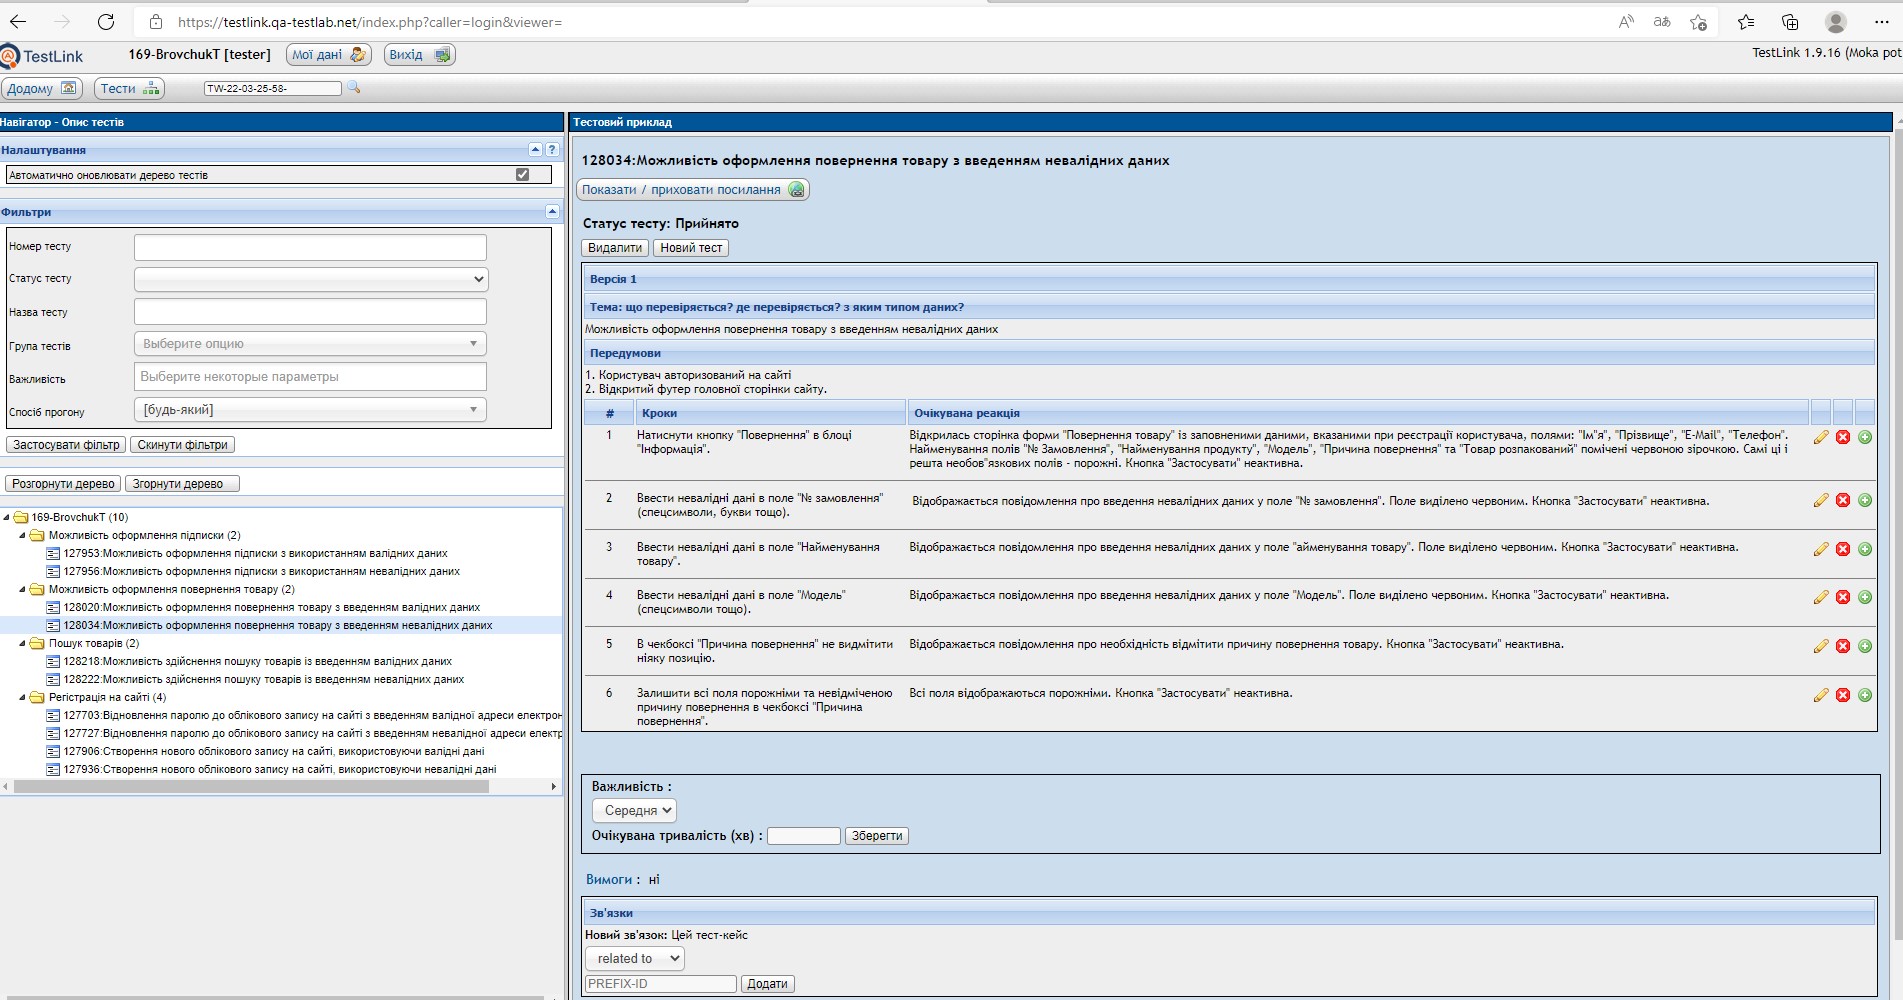 https://testlink.qa-testlab.net/index.php?caller=login&viewer=
TestLink
169-BrovchukT [tester]
Мої дані
Вихід
TestLink 1.9.16 (Moka pot
Додому
Тести
TW-22-03-25-58-
Навігатор - Опис тестів
Налаштування
?
Автоматично оновлювати дерево тестів
Фильтри
Номер тесту
Статус тесту
Назва тесту
Група тестів
Выберите опцию
Важливість
Выберите некоторые параметры
Спосіб прогону
[будь-який]
Застосувати фільтр
Скинути фільтри
Розгорнути дерево
Згорнути дерево
169-BrovchukT (10)
Можливість оформлення підписки (2)
127953:Можливість оформлення підписки з використанням валідних даних
127956:Можливість оформлення підписки з використанням невалідних даних
Можливість оформлення повернення товару (2)
128020:Можливість оформлення повернення товару з введенням валідних даних
128034:Можливість оформлення повернення товару з введенням невалідних даних
Пошук товарів (2)
128218:Можливість здійснення пошуку товарів із введенням валідних даних
128222:Можливість здійснення пошуку товарів із введенням невалідних даних
Регістрація на сайті (4)
127703:Відновлення паролю до облікового запису на сайті з введенням валідної адреси електрон
127727:Відновлення паролю до облікового запису на сайті з введенням невалідної адреси електр
127906:Створення нового облікового запису на сайті, використовуючи валідні дані
127936:Створення нового облікового запису на сайті, використовуючи невалідні дані
Тестовий приклад
128034:Можливість оформлення повернення товару з введенням невалідних даних
Показати / приховати посилання
Статус тесту: Прийнято
Видалити
Новий тест
Версія 1
Тема: що перевіряється? де перевіряється? з яким типом даних?
Можливість оформлення повернення товару з введенням невалідних даних
Передумови
1. Користувач авторизований на сайті
2. Відкритий футер головної сторінки сайту.
# Кроки Очікувана реакція
1
Натиснути кнопку "Повернення" в блоці
"Інформація".
Відкрилась сторінка форми "Повернення товару" із заповненими даними, вказаними при реєстрації користувача, полями: "Ім"я", "Прізвище", "E-Mail", "Телефон".
Найменування полів "№ Замовлення", "Найменування продукту", "Модель", "Причина повернення" та "Товар розпакований" помічені червоною зірочкою. Самі ці і
решта необов"язкових полів - порожні. Кнопка "Застосувати" неактивна.
2
Ввести невалідні дані в поле "№ замовлення"
(спецсимволи, букви тощо).
Відображається повідомлення про введення невалідних даних у поле "№ замовлення". Поле виділено червоним. Кнопка "Застосувати" неактивна.
3
Ввести невалідні дані в поле "Найменування
товару".
Відображається повідомлення про введення невалідних даних у поле "айменування товару". Поле виділено червоним. Кнопка "Застосувати" неактивна.
4
Ввести невалідні дані в поле "Модель"
(спецсимволи тощо).
Відображається повідомлення про введення невалідних даних у поле "Модель". Поле виділено червоним. Кнопка "Застосувати" неактивна.
5
В чекбоксі "Причина повернення" не видмітити
ніяку позицію.
Відображається повідомлення про необхідність відмітити причину повернення товару. Кнопка "Застосувати" неактивна.
6
Залишити всі поля порожніми та невідміченою
причину повернення в чекбоксі "Причина
повернення".
Всі поля відображаються порожніми. Кнопка "Застосувати" неактивна.
Важливість :
Середня
Очікувана тривалість (хв) :
Зберегти
Вимоги : ні
Зв'язки
Новий зв'язок: Цей тест-кейс
related to
PREFIX-ID
Додати